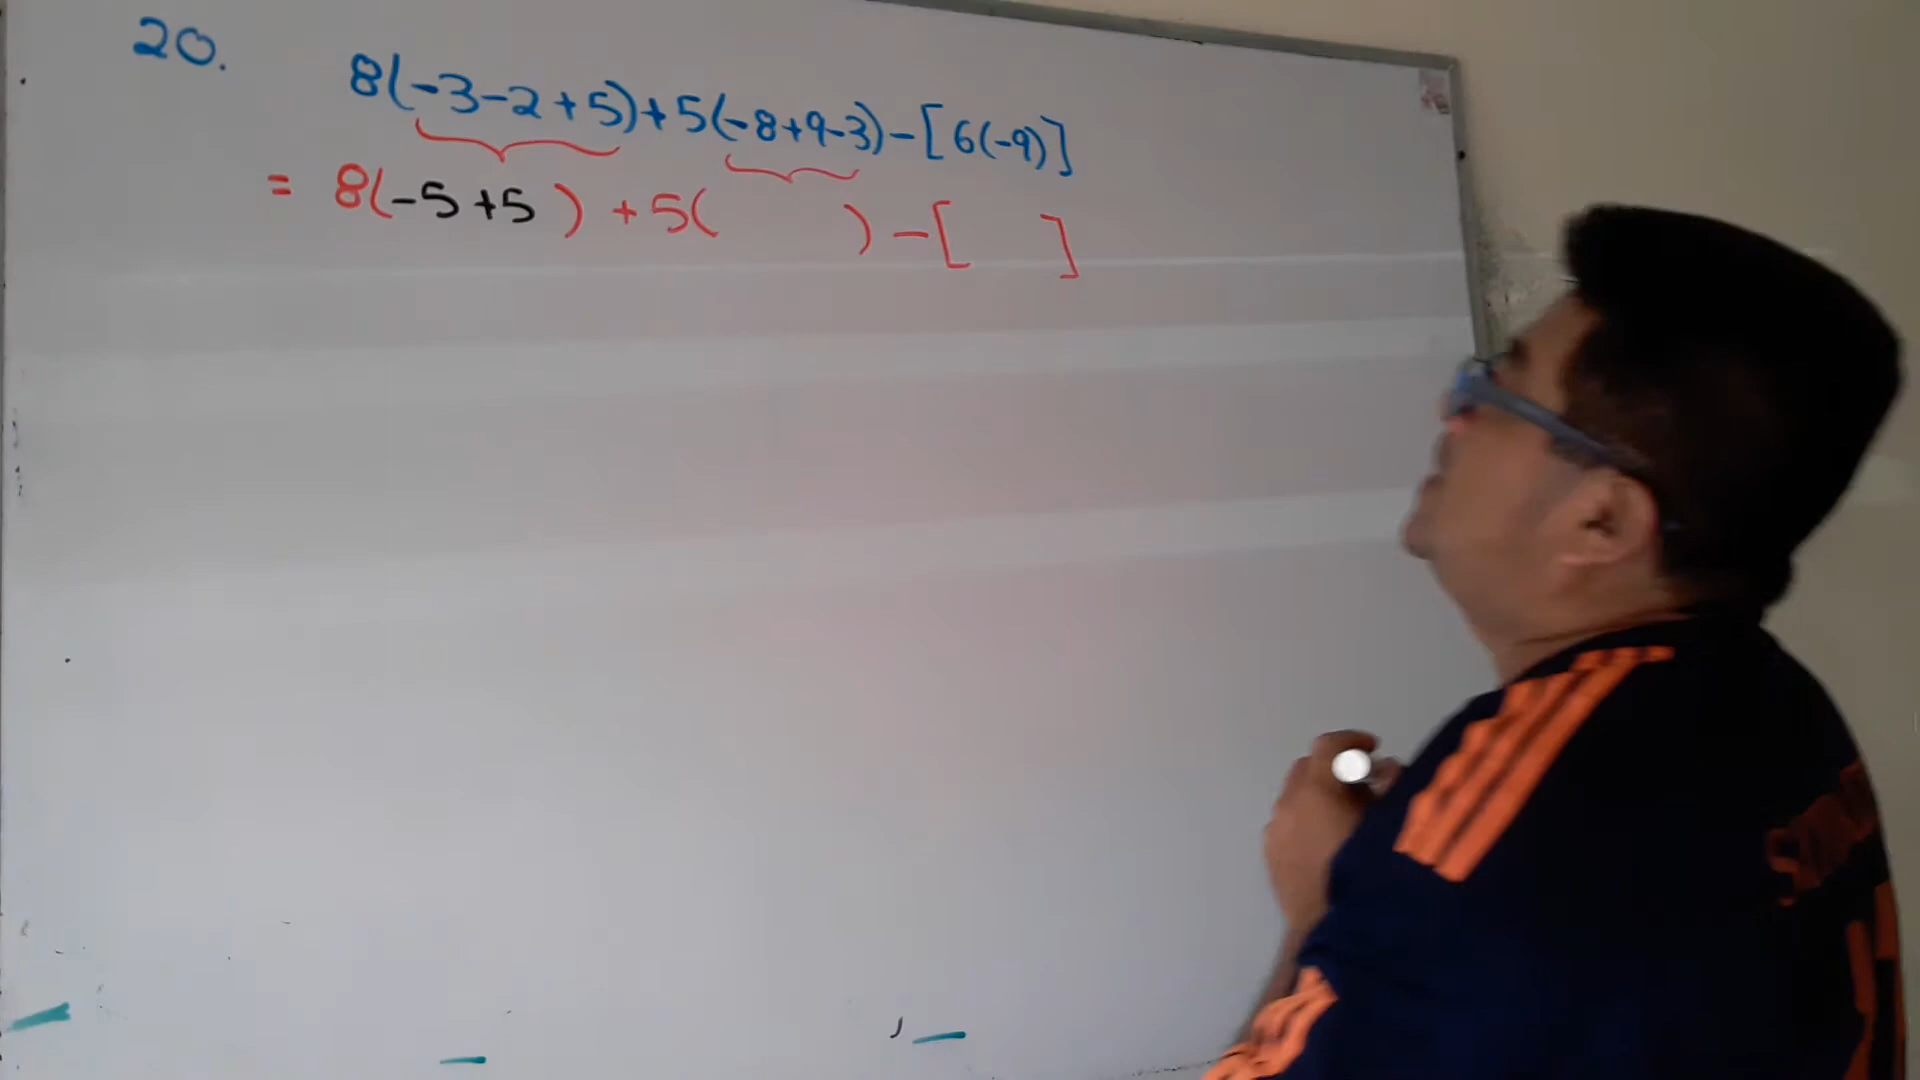 20.
8(-3-2+5)+5(-8+9-3)-[6(-9)]
= 8(-5+5 ) +5( ) -[ ]